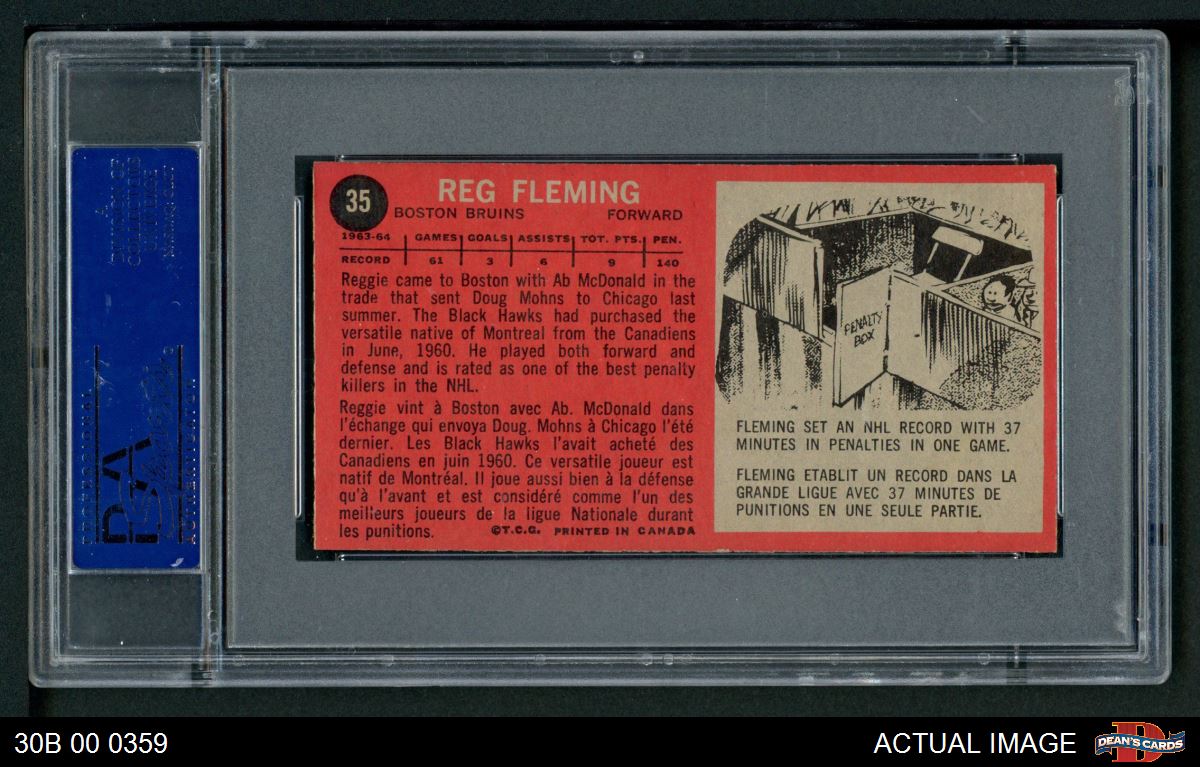 35
REG FLEMING
BOSTON BRUINS FORWARD
1963-64 GAMES GOALS ASSISTS TOT. PTS. PEN.
RECORD 61 3 6 9 140
Reggie came to Boston with Ab McDonald in the
trade that sent Doug Mohns to Chicago last
summer. The Black Hawks had purchased the
versatile native of Montreal from the Canadiens
in June, 1960. He played both forward and
defense and is rated as one of the best penalty
killers in the NHL.
Reggie vint à Boston avec Ab. McDonald dans
l'échange qui envoya Doug. Mohns à Chicago l'été
dernier. Les Black Hawks l'avait acheté des
Canadiens en juin 1960. Ce versatile joueur est
natif de Montréal. Il joue aussi bien à la défense
qu'à l'avant et est considéré comme l'un des
meilleurs joueurs de la ligue Nationale durant
les punitions. ©T.C.G. PRINTED IN CANADA
PENALTY
BOX
FLEMING SET AN NHL RECORD WITH 37
MINUTES IN PENALTIES IN ONE GAME.
FLEMING ETABLIT UN RECORD DANS LA
GRANDE LIGUE AVEC 37 MINUTES DE
PUNITIONS EN UNE SEULE PARTIE.
A
DIVISION OF
COLLECTORS
UNIVERSE
PROFESSIONAL
PSA
AUTHENTICATOR
30B 00 0359
ACTUAL IMAGE
D
DEAN'S CARDS